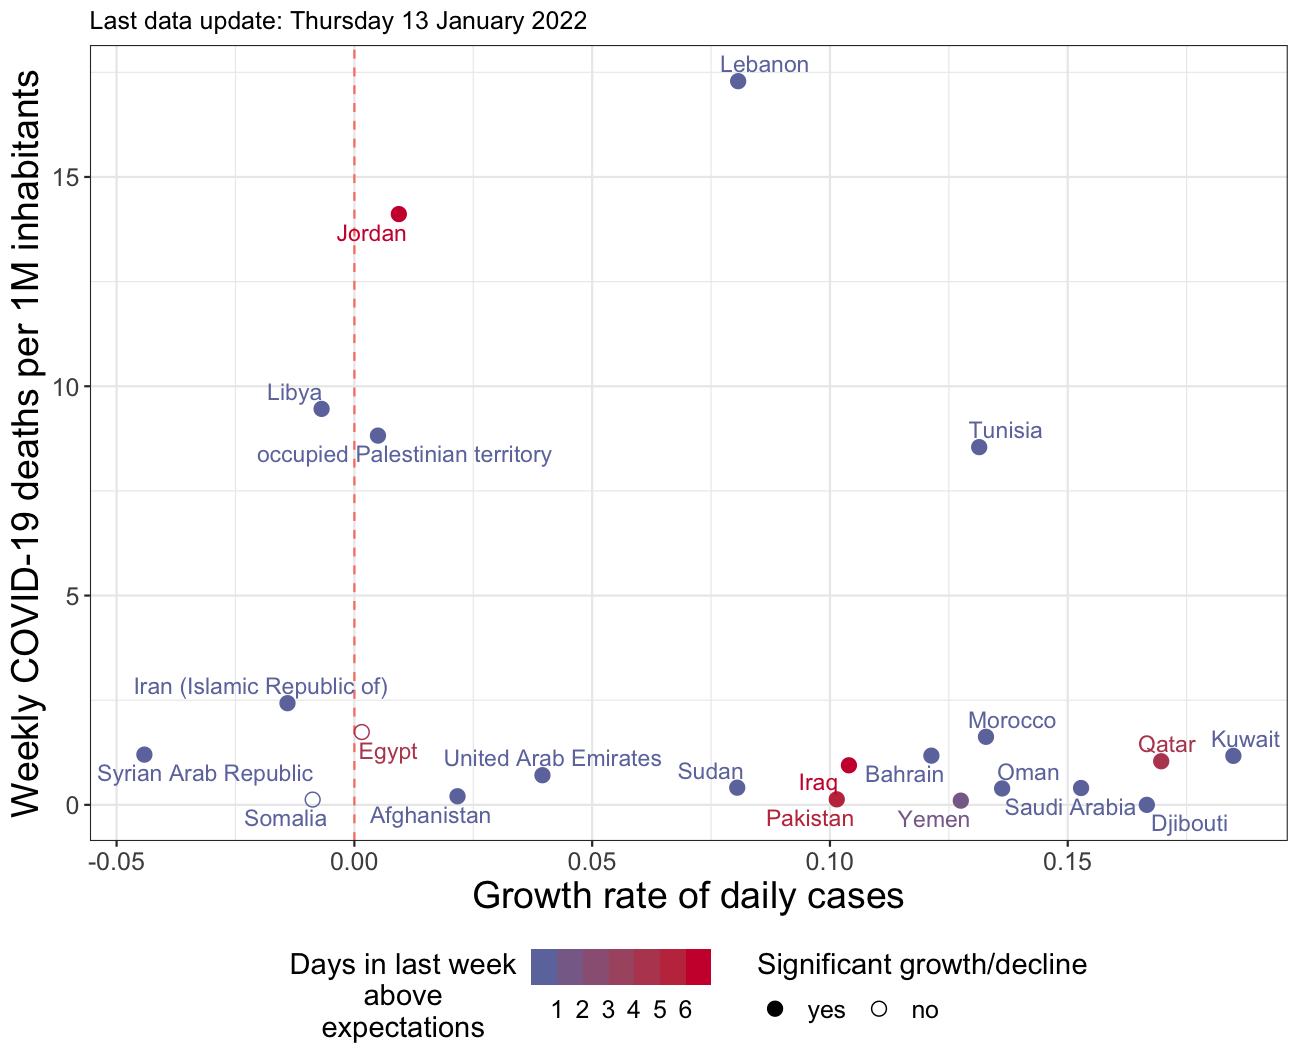 Last data update: Thursday 13 January 2022
Weekly COVID-19 deaths per 1M inhabitants
15
10
5
0
Lebanon
Jordan
Libya
occupied Palestinian territory
Tunisia
Iran (Islamic Republic of)
Morocco
Egypt
Qatar
Kuwait
United Arab Emirates
Syrian Arab Republic
Sudan
Iraq
Bahrain
Oman
Somalia
Afghanistan
Pakistan
Yemen
Saudi Arabia
Djibouti
-0.05
0.00
0.05
0.10
0.15
Growth rate of daily cases
Days in last week
above
expectations
1 2 3 4 5 6
Significant growth/decline
yes
no